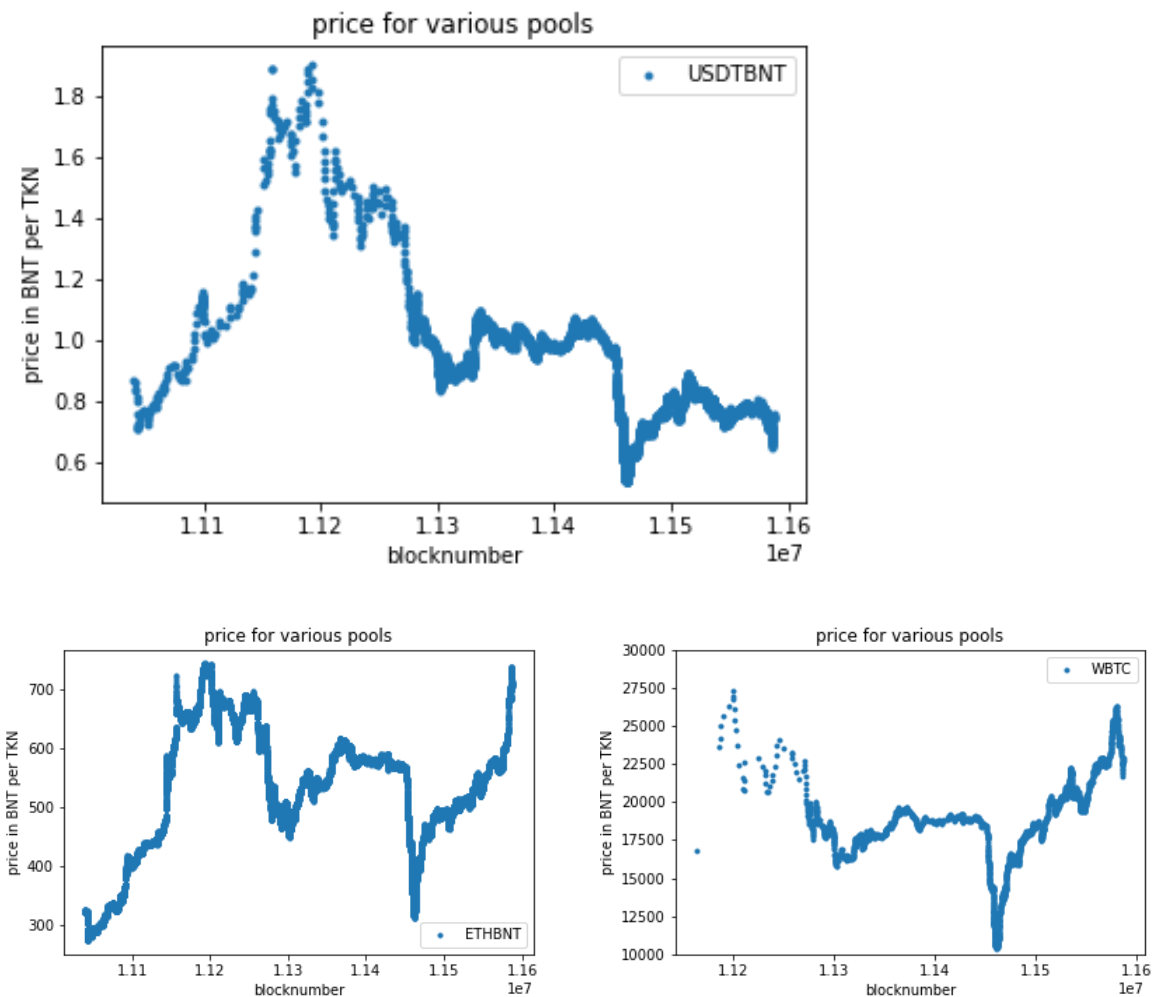 price for various pools
USDTBNT
price in BNT per TKN
1.8
1.6
1.4
1.2
1.0
0.8
0.6
1.11 1.12 1.13 1.14 1.15 1.16
1e7
blocknumber
price for various pools
price in BNT per TKN
700
600
500
400
300
ETHBNT
1.11 1.12 1.13 1.14 1.15 1.16
1e7
blocknumber
price for various pools
WBTC
price in BNT per TKN
30000
27500
25000
22500
20000
17500
15000
12500
10000
1.12 1.13 1.14 1.15 1.16
1e7
blocknumber